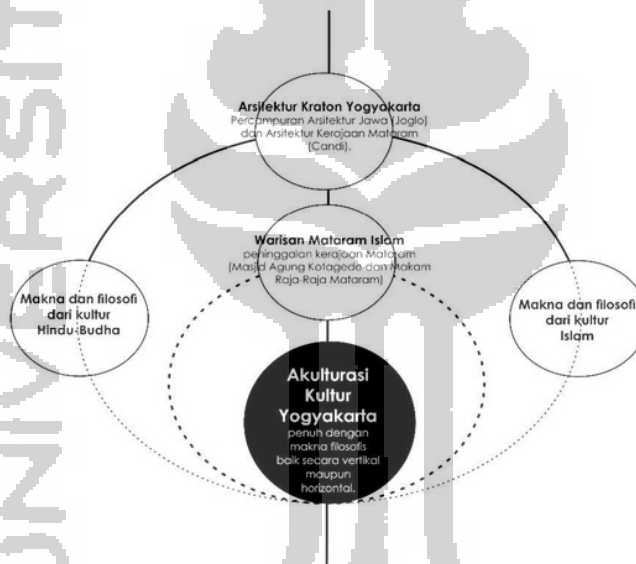 Arsitektur Kraton Yogyakarta
Percampuran Arsitektur Jawa (Joglo)
dan Arsitektur Kerajaan Mataram
(Candi).
Warisan Mataram Islam
peninggalan kerajaan Mataram
(Masjid Agung Kotagede dan Makam
Raja-Raja Mataram)
Makna dan filosofi
dari kultur
Hindu-Budha
Makna dan filosofi
dari kultur
Islam
Akulturasi
Kultur
Yogyakarta
penuh dengan
makna filosofis
baik secara vertikal
maupun
horizontal.
UNIVERSIT